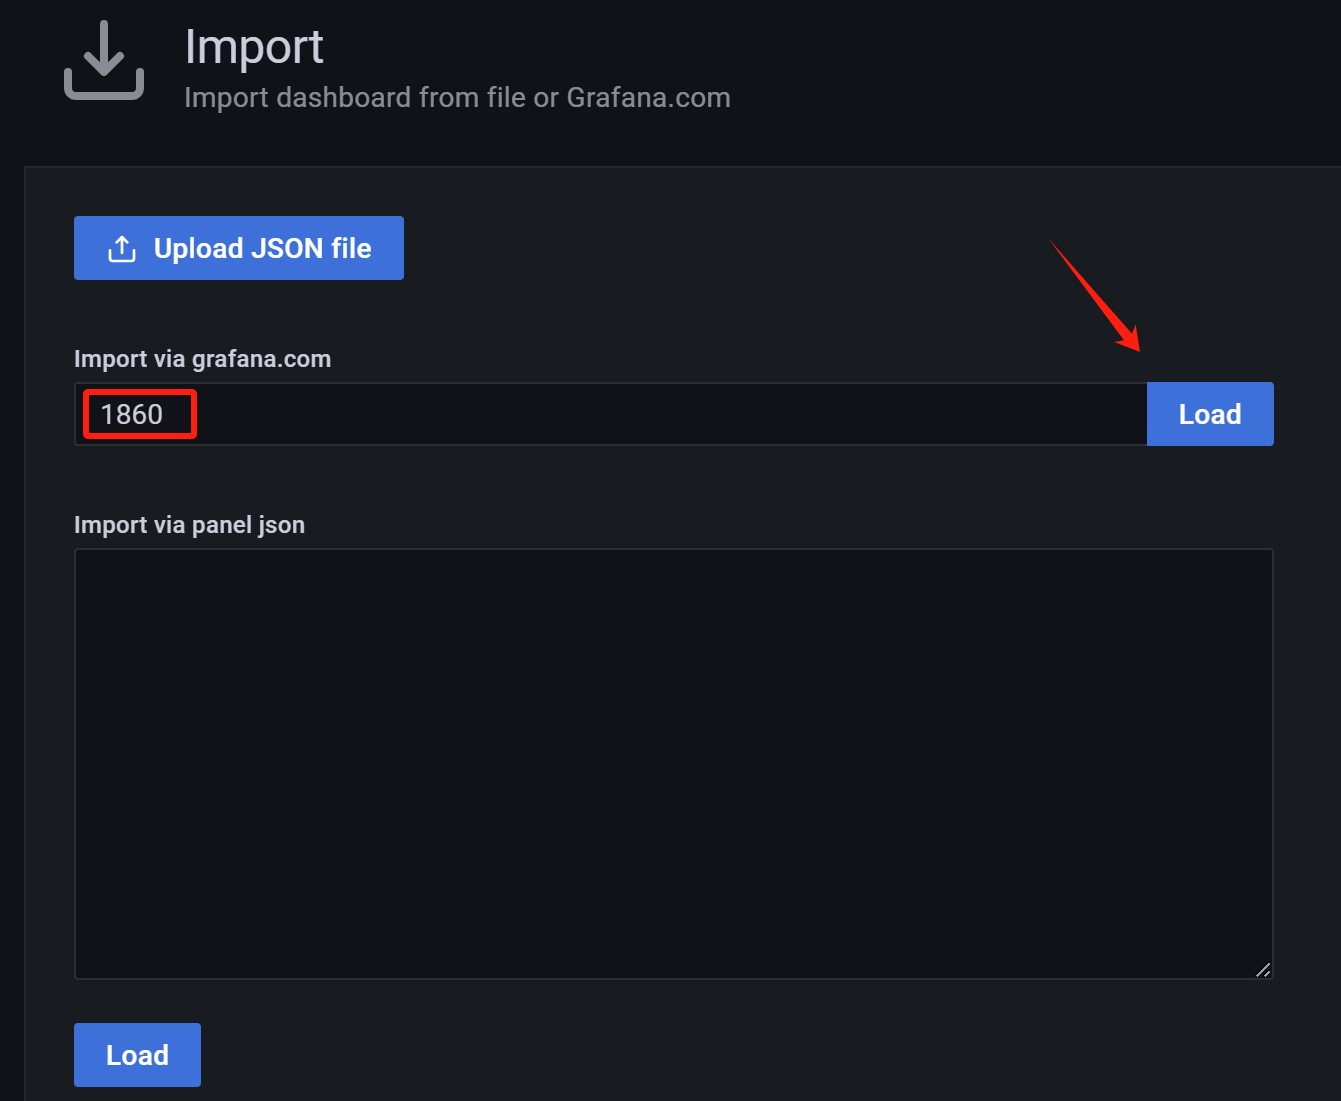 Import
Import dashboard from file or Grafana.com
Upload JSON file
Import via grafana.com
1860
Load
Import via panel json
Load